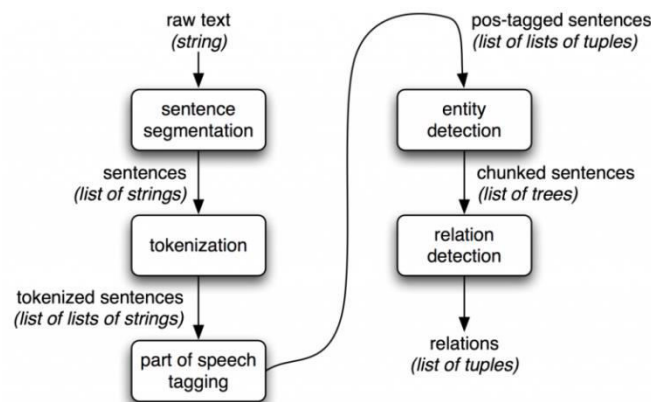 raw text
(string)
sentence
segmentation
sentences
(list of strings)
tokenization
tokenized sentences
(list of lists of strings)
part of speech
tagging
pos-tagged sentences
(list of lists of tuples)
entity
detection
chunked sentences
(list of trees)
relation
detection
relations
(list of tuples)